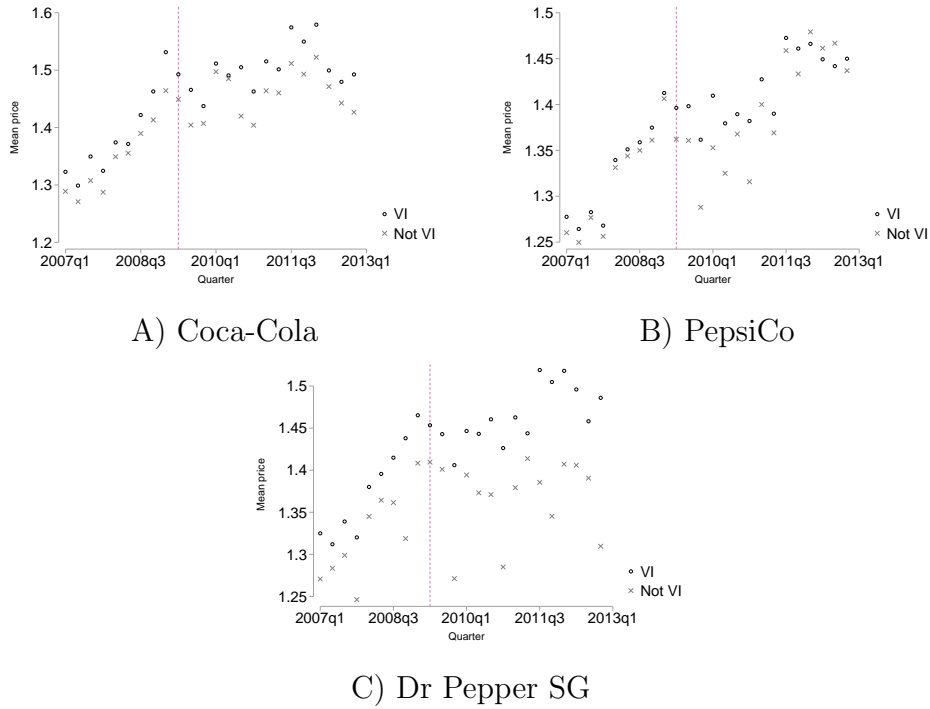 1.6
1.5
1.4
1.3
1.2
Mean price
2007q1 2008q3 2010q1 2011q3 2013q1
Quarter
VI
Not VI
A) Coca-Cola
1.5
1.45
1.4
1.35
1.3
1.25
Mean price
2007q1 2008q3 2010q1 2011q3 2013q1
Quarter
VI
Not VI
B) PepsiCo
1.5
1.45
1.4
1.35
1.3
1.25
Mean price
2007q1 2008q3 2010q1 2011q3 2013q1
Quarter
VI
Not VI
C) Dr Pepper SG